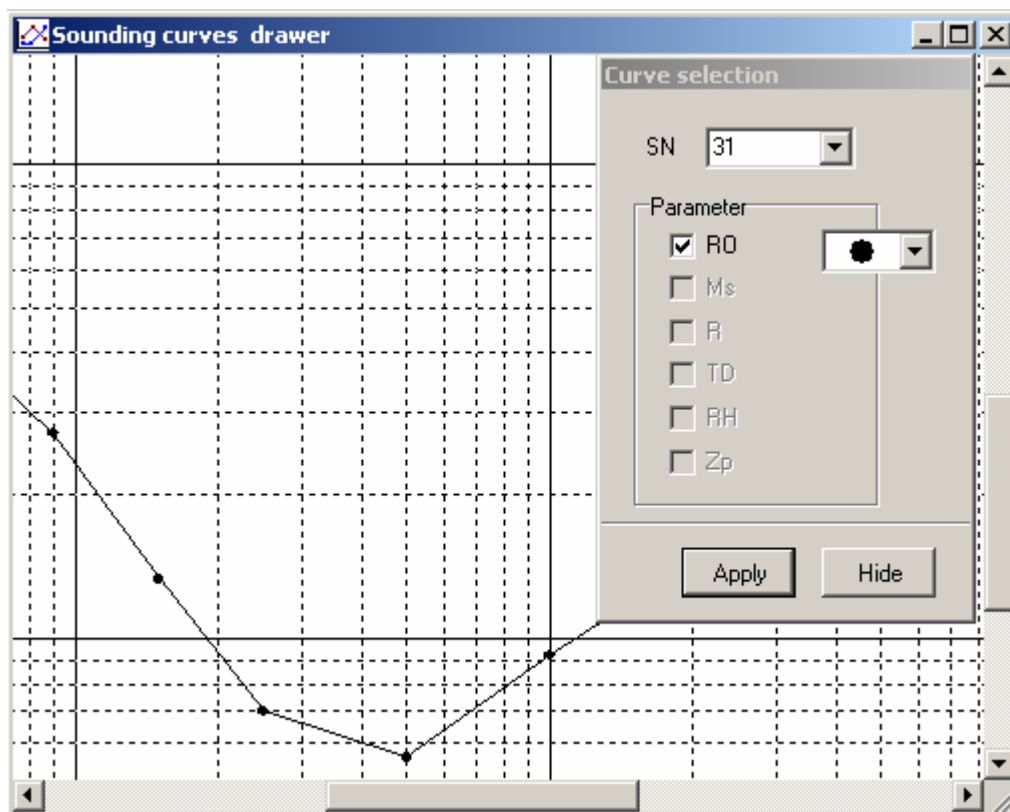 Sounding curves drawer
Curve selection
SN 31
Parameter
RO
Ms
R
TD
RH
Zp
Apply Hide